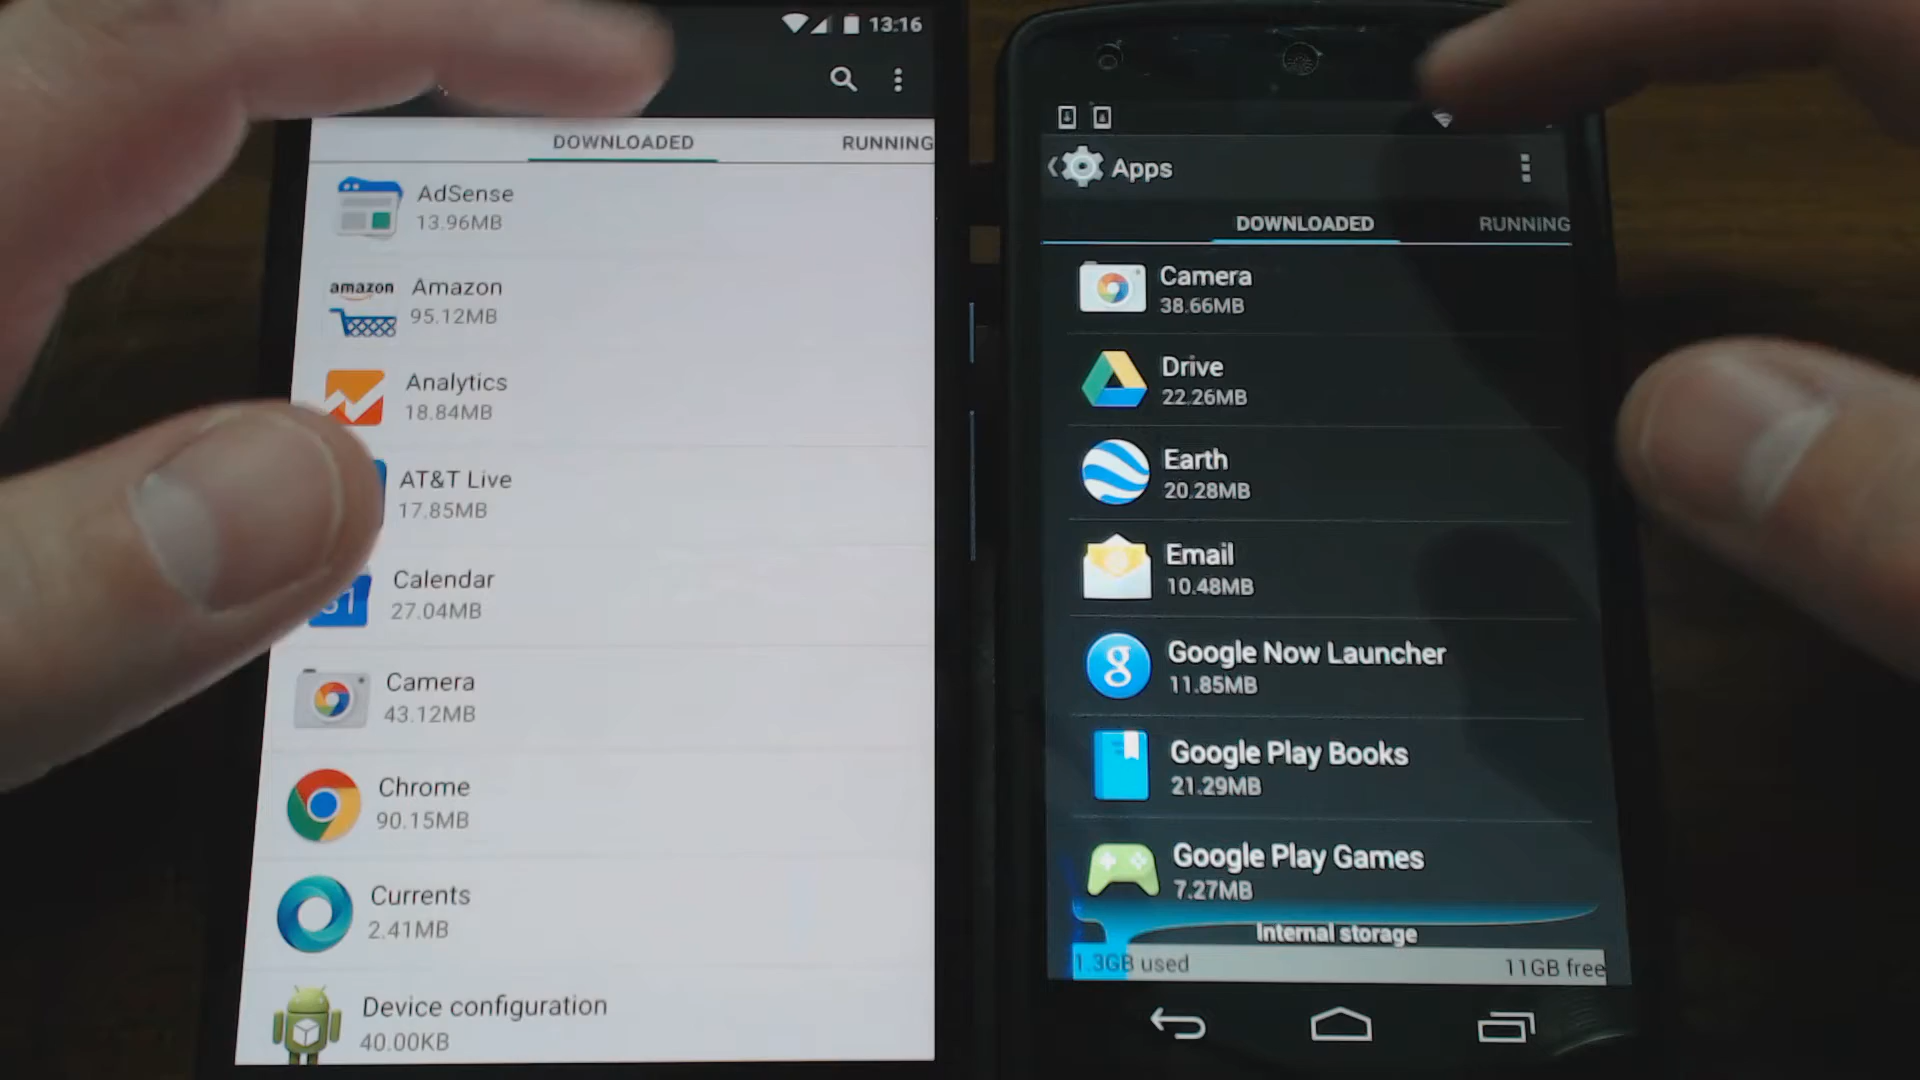 13:16
DOWNLOADED
RUNNING
AdSense
13.96MB
amazon
Amazon
95.12MB
Analytics
18.84MB
AT&T Live
17.85MB
31
Calendar
27.04MB
Camera
43.12MB
Chrome
90.15MB
Currents
2.41MB
Device configuration
40.00KB
Apps
DOWNLOADED
RUNNING
Camera
38.66MB
Drive
22.26MB
Earth
20.28MB
Email
10.48MB
g
Google Now Launcher
11.85MB
Google Play Books
21.29MB
Google Play Games
7.27MB
Internal storage
1.3GB used
11GB free